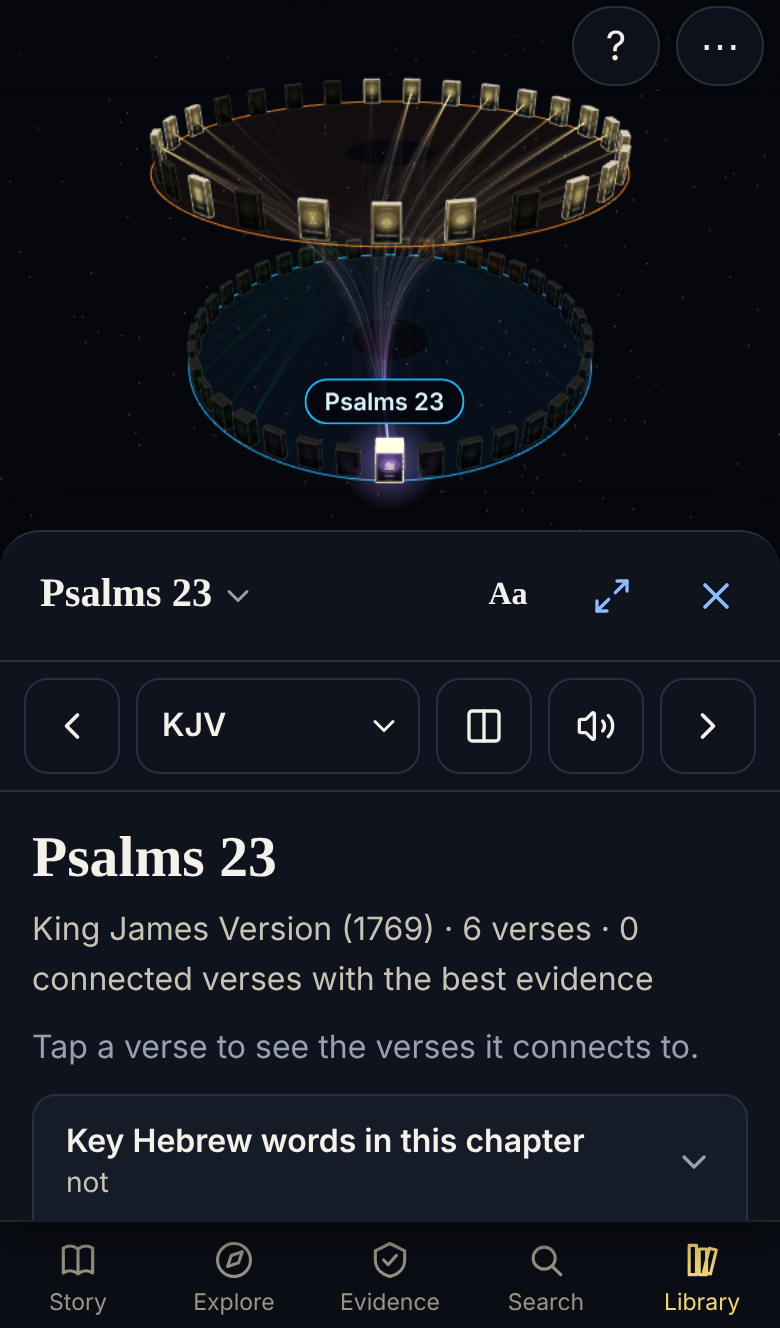 ?
...
Psalms 23
Psalms 23
Aa
KJV
Psalms 23
King James Version (1769) · 6 verses · 0
connected verses with the best evidence
Tap a verse to see the verses it connects to.
Key Hebrew words in this chapter
not
Story
Explore
Evidence
Search
Library